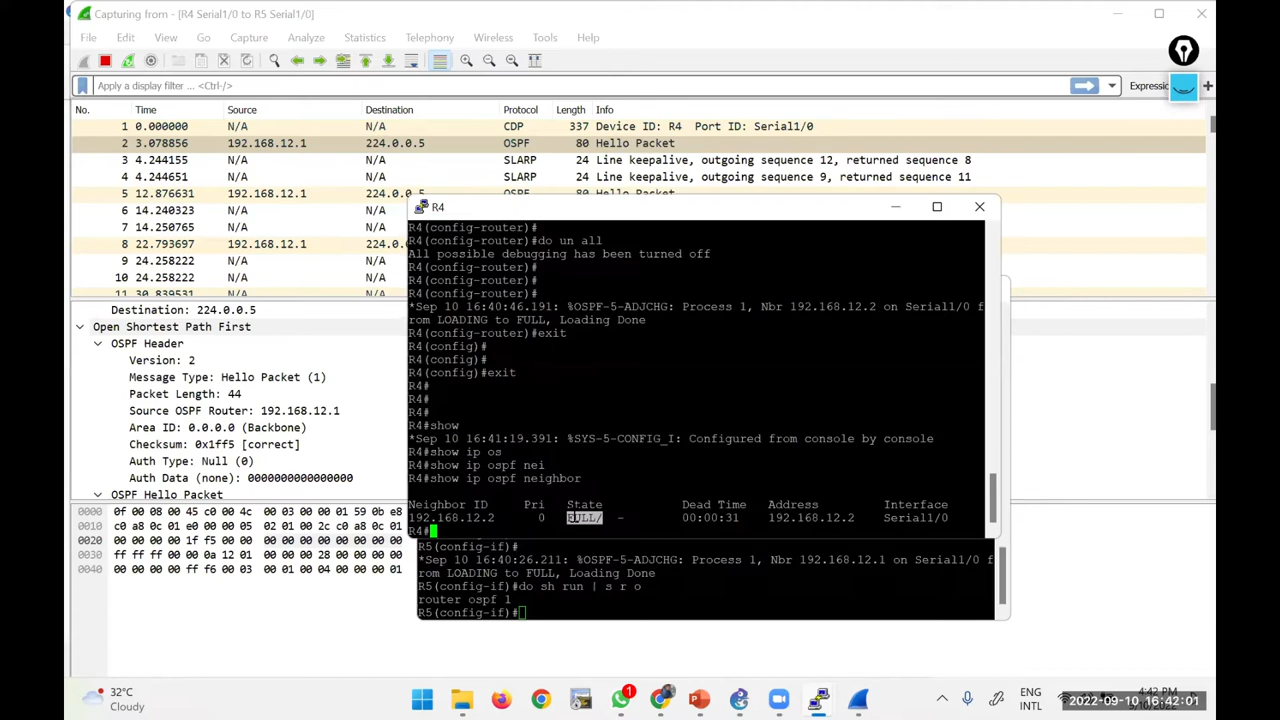 Capturing from - [R4 Serial1/0 to R5 Serial1/0]
File Edit View Go Capture Analyze Statistics Telephony Wireless Tools Help
Apply a display filter ... <Ctrl-/>
Expression
No. Time Source Destination Protocol Length Info
1 0.000000 N/A N/A CDP 337 Device ID: R4 Port ID: Serial1/0
2 3.078856 192.168.12.1 224.0.0.5 OSPF 80 Hello Packet
3 4.244155 N/A N/A SLARP 24 Line keepalive, outgoing sequence 12, returned sequence 8
4 4.244651 N/A N/A SLARP 24 Line keepalive, outgoing sequence 9, returned sequence 11
5 12.876631 192.168.12.1 224.0.0.5 OSPF 80 Hello Packet
6 14.240323 N/A N/A
7 14.250765 N/A N/A
8 22.793697 192.168.12.1 224.0.0
9 24.258222 N/A N/A
10 24.258222 N/A N/A
11 30.839531 N/A N/A
Destination: 224.0.0.5
Open Shortest Path First
OSPF Header
Version: 2
Message Type: Hello Packet (1)
Packet Length: 44
Source OSPF Router: 192.168.12.1
Area ID: 0.0.0.0 (Backbone)
Checksum: 0x1ff5 [correct]
Auth Type: Null (0)
Auth Data (none): 0000000000000000
OSPF Hello Packet
0000 0f 00 08 00 45 c0 00 4c 00 03 00 00 01 59 0b e8
0010 c0 a8 0c 01 e0 00 00 05 02 01 00 2c c0 a8 0c 01
0020 00 00 00 00 1f f5 00 00 00 00 00 00 00 00 00 00
0030 ff ff ff 00 00 0a 12 01 00 00 00 28 00 00 00 00
0040 00 00 00 00 ff f6 00 03 00 01 00 04 00 00 00 01
R4
R4(config-router)#
R4(config-router)#do un all
All possible debugging has been turned off
R4(config-router)#
R4(config-router)#
R4(config-router)#
*Sep 10 16:40:46.191: %OSPF-5-ADJCHG: Process 1, Nbr 192.168.12.2 on Serial1/0 f
rom LOADING to FULL, Loading Done
R4(config-router)#exit
R4(config)#
R4(config)#
R4(config)#exit
R4#
R4#
R4#
R4#show
*Sep 10 16:41:19.391: %SYS-5-CONFIG_I: Configured from console by console
R4#show ip os
R4#show ip ospf nei
R4#show ip ospf neighbor
Neighbor ID Pri State Dead Time Address Interface
192.168.12.2 0 FULL/ - 00:00:31 192.168.12.2 Serial1/0
R4#
R5(config-if)#
*Sep 10 16:40:26.211: %OSPF-5-ADJCHG: Process 1, Nbr 192.168.12.1 on Serial1/0 f
rom LOADING to FULL, Loading Done
R5(config-if)#do sh run | s r o
router ospf 1
R5(config-if)#
32°C
Cloudy
1
ENG
INTL
4:42 PM
2022-09-10 16:42:01